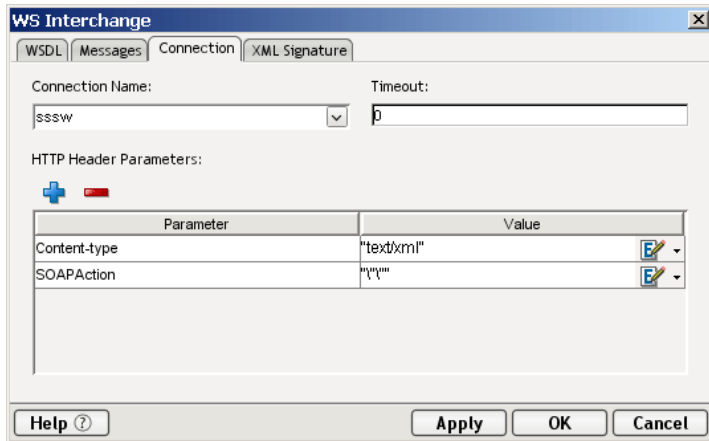 WS Interchange
WSDL Messages Connection XML Signature
Connection Name: Timeout:
sssw 0
HTTP Header Parameters:
Parameter Value
Content-type "text/xml"
SOAPAction "\"\""
Help ? Apply OK Cancel